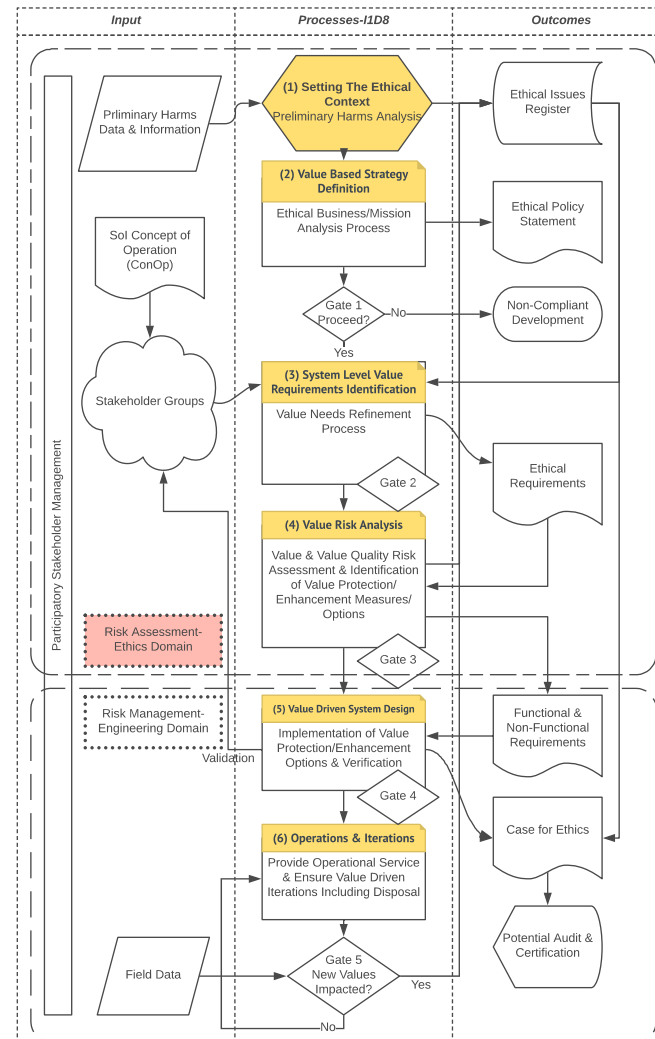 Input
Processes-I1D8
Outcomes
Prliminary Harms
Data & Information
(1) Setting The Ethical
Context
Preliminary Harms Analysis
Ethical Issues
Register
(2) Value Based Strategy
Definition
Ethical Business/Mission
Analysis Process
Ethical Policy
Statement
SoI Concept of
Operation
(ConOp)
Gate 1
Proceed?
No
Non-Compliant
Development
Yes
Stakeholder Groups
(3) System Level Value
Requirements Identification
Value Needs Refinement
Process
Gate 2
Ethical
Requirements
Participatory Stakeholder Management
(4) Value Risk Analysis
Value & Value Quality Risk
Assessment & Identification
of Value Protection/
Enhancement Measures/
Options
Gate 3
Risk Assessment-
Ethics Domain
Risk Management-
Engineering Domain
Validation
(5) Value Driven System Design
Implementation of Value
Protection/Enhancement
Options & Verification
Gate 4
Functional &
Non-Functional
Requirements
Case for Ethics
(6) Operations & Iterations
Provide Operational Service
& Ensure Value Driven
Iterations Including Disposal
Potential Audit &
Certification
Field Data
Gate 5
New Values
Impacted?
Yes
No